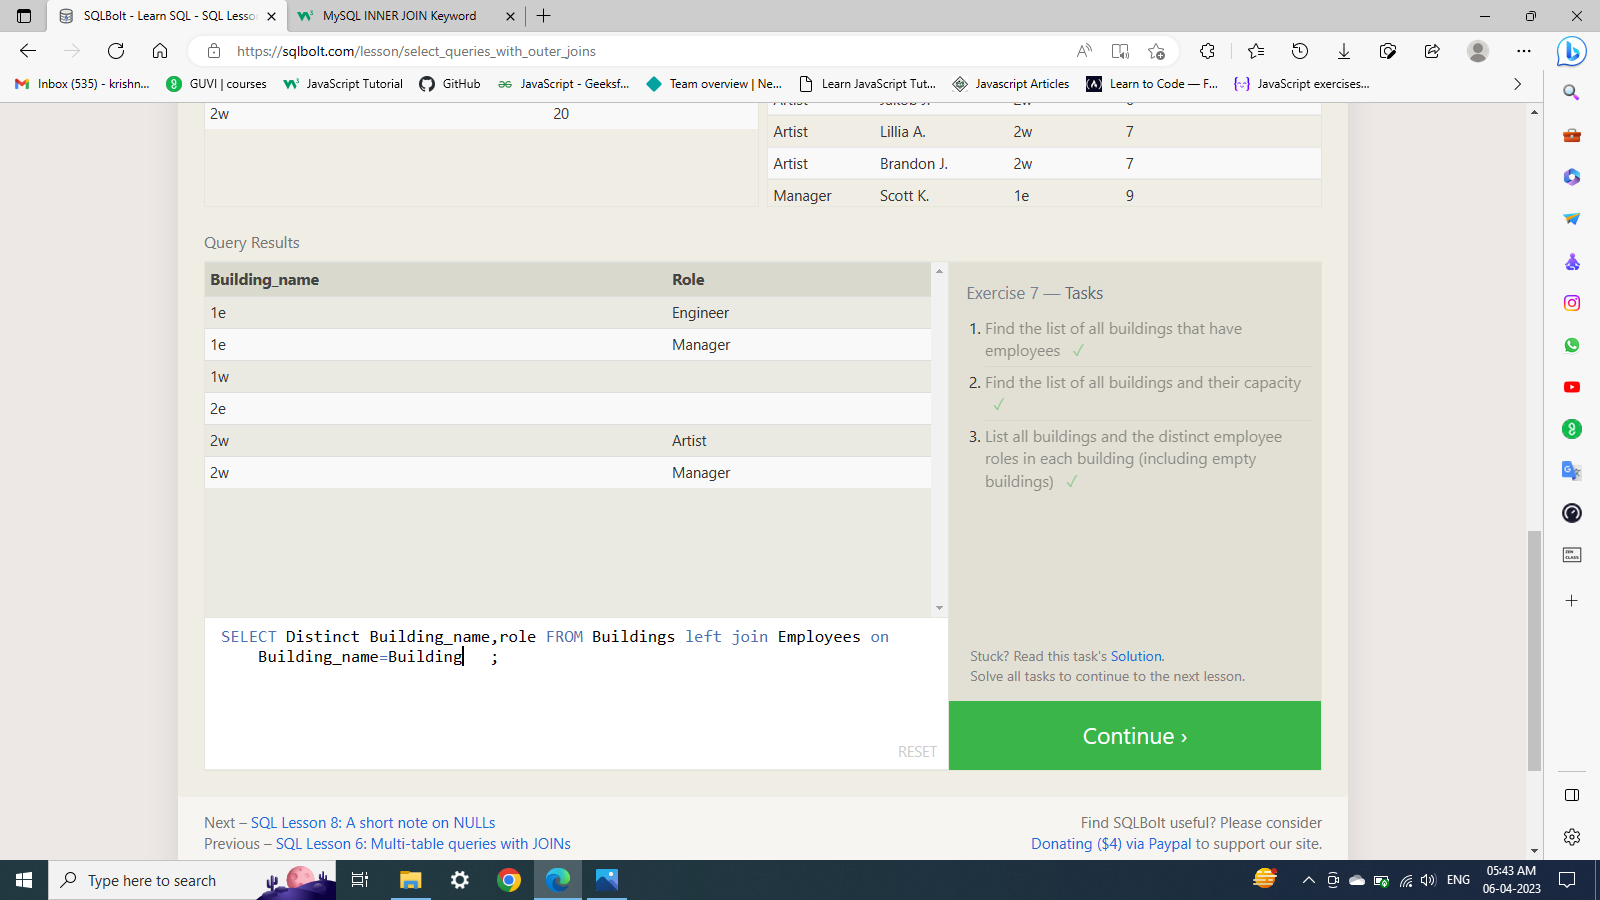 SQLBolt - Learn SQL - SQL Lesso
MySQL INNER JOIN Keyword
https://sqlbolt.com/lesson/select_queries_with_outer_joins
Inbox (535) - krishn...
GUVI | courses
JavaScript Tutorial
GitHub
JavaScript - Geeksf...
Team overview | Ne...
Learn JavaScript Tut...
Javascript Articles
Learn to Code — F...
JavaScript exercises...
2w 20
Artist Lillia A. 2w 7
Artist Brandon J. 2w 7
Manager Scott K. 1e 9
Query Results
Building_name Role
1e Engineer
1e Manager
1w
2e
2w Artist
2w Manager
Exercise 7 — Tasks
1. Find the list of all buildings that have
employees ✓
2. Find the list of all buildings and their capacity
✓
3. List all buildings and the distinct employee
roles in each building (including empty
buildings) ✓
SELECT Distinct Building_name,role FROM Buildings left join Employees on
Building_name=Building ;
RESET
Stuck? Read this task's Solution.
Solve all tasks to continue to the next lesson.
Continue ›
Next – SQL Lesson 8: A short note on NULLs
Previous – SQL Lesson 6: Multi-table queries with JOINs
Find SQLBolt useful? Please consider
Donating ($4) via Paypal to support our site.
Type here to search
ENG
05:43 AM
06-04-2023